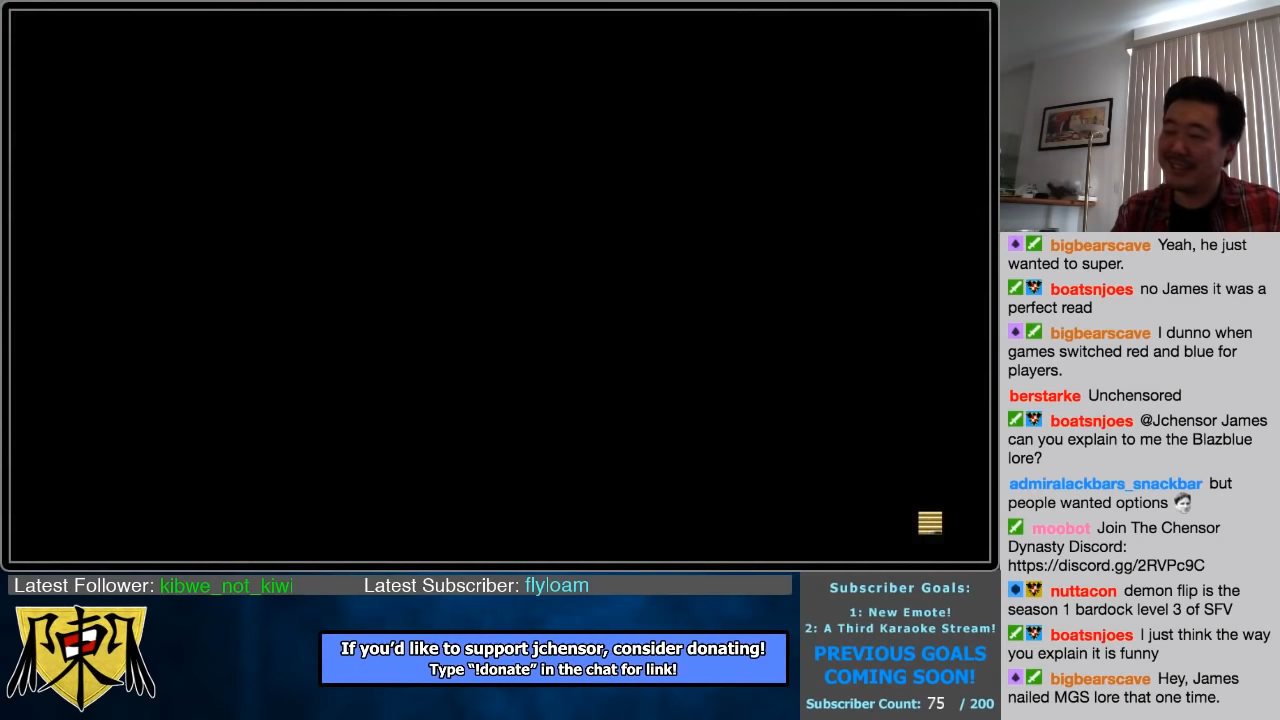 bigbearscave Yeah, he just
wanted to super.
boatsnjoes no James it was a
perfect read
bigbearscave I dunno when
games switched red and blue for
players.
berstarke Unchensored
boatsnjoes @Jchensor James
can you explain to me the Blazblue
lore?
admiralackbars_snackbar but
people wanted options
moobot Join The Chensor
Dynasty Discord:
https://discord.gg/2RVPc9C
nuttacon demon flip is the
season 1 bardock level 3 of SFV
boatsnjoes I just think the way
you explain it is funny
bigbearscave Hey, James
nailed MGS lore that one time.
Latest Follower: kibwe_not_kiwi
Latest Subscriber: flyloam
If you'd like to support jchensor, consider donating!
Type "!donate" in the chat for link!
Subscriber Goals:
1: New Emote!
2: A Third Karaoke Stream!
PREVIOUS GOALS
COMING SOON!
Subscriber Count: 75 / 200